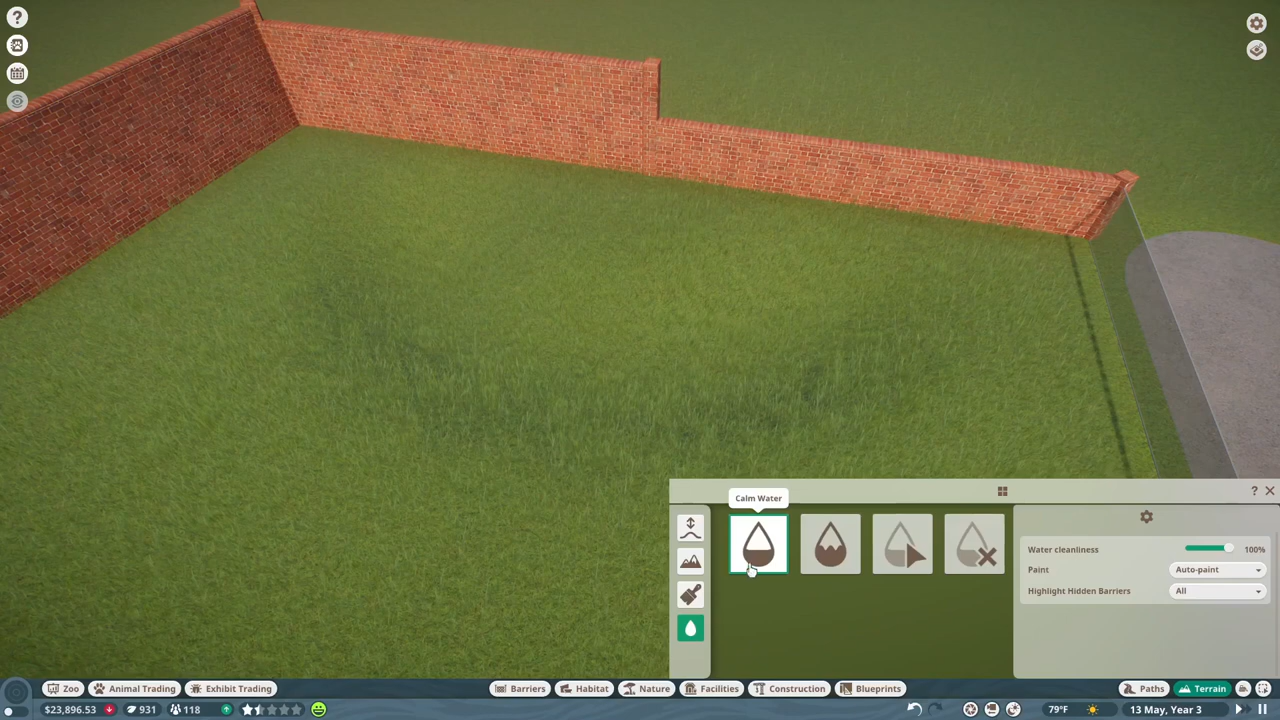 Calm Water
Water cleanliness 100%
Paint Auto-paint
Highlight Hidden Barriers All
Zoo Animal Trading Exhibit Trading Barriers Habitat Nature Facilities Construction Blueprints Paths Terrain
$23,896.53 931 118 79°F 13 May, Year 3